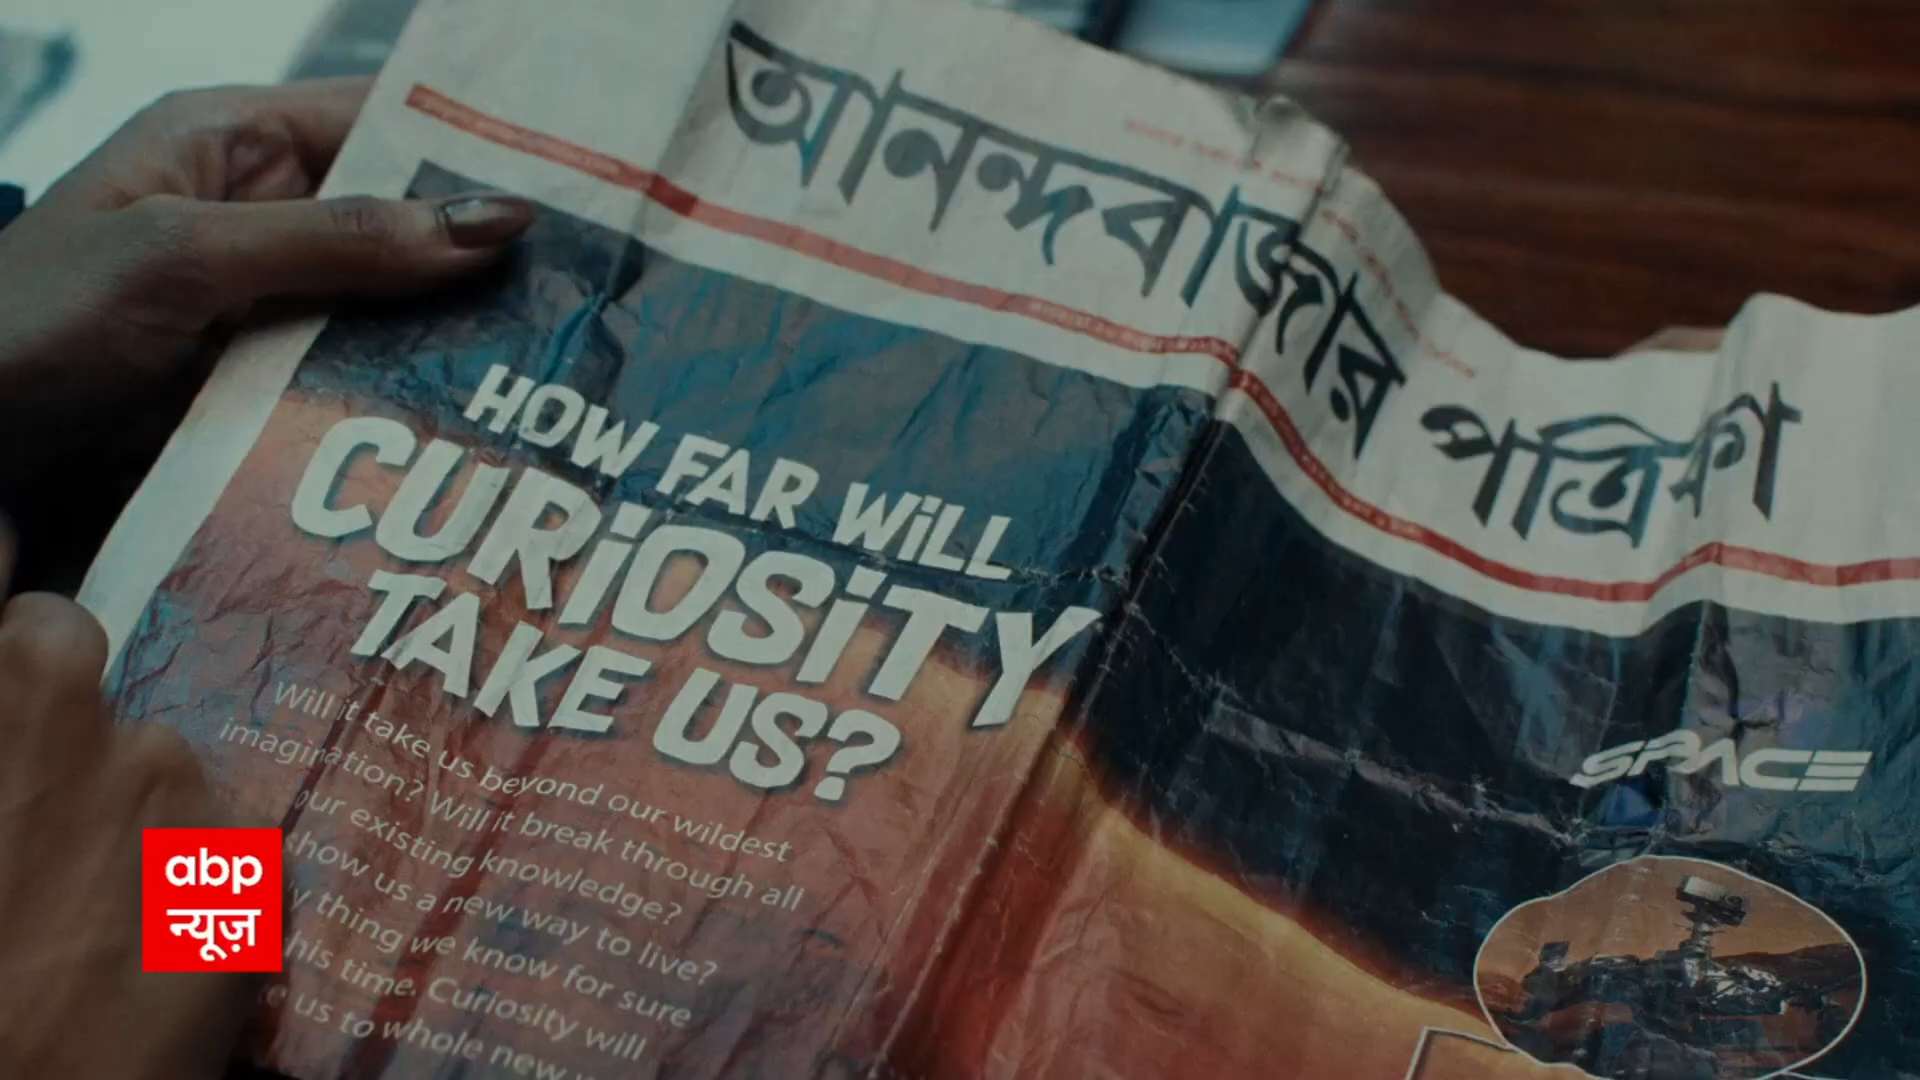 আনন্দবাজার পত্রিকা
HOW FAR WiLL
CURiOSiTY
TAKE US?
Will it take us beyond our wildest
imagination? Will it break through all
our existing knowledge?
show us a new way to live?
thing we know for sure
his time. Curiosity will
us to whole new
SPACE
abp
न्यूज़